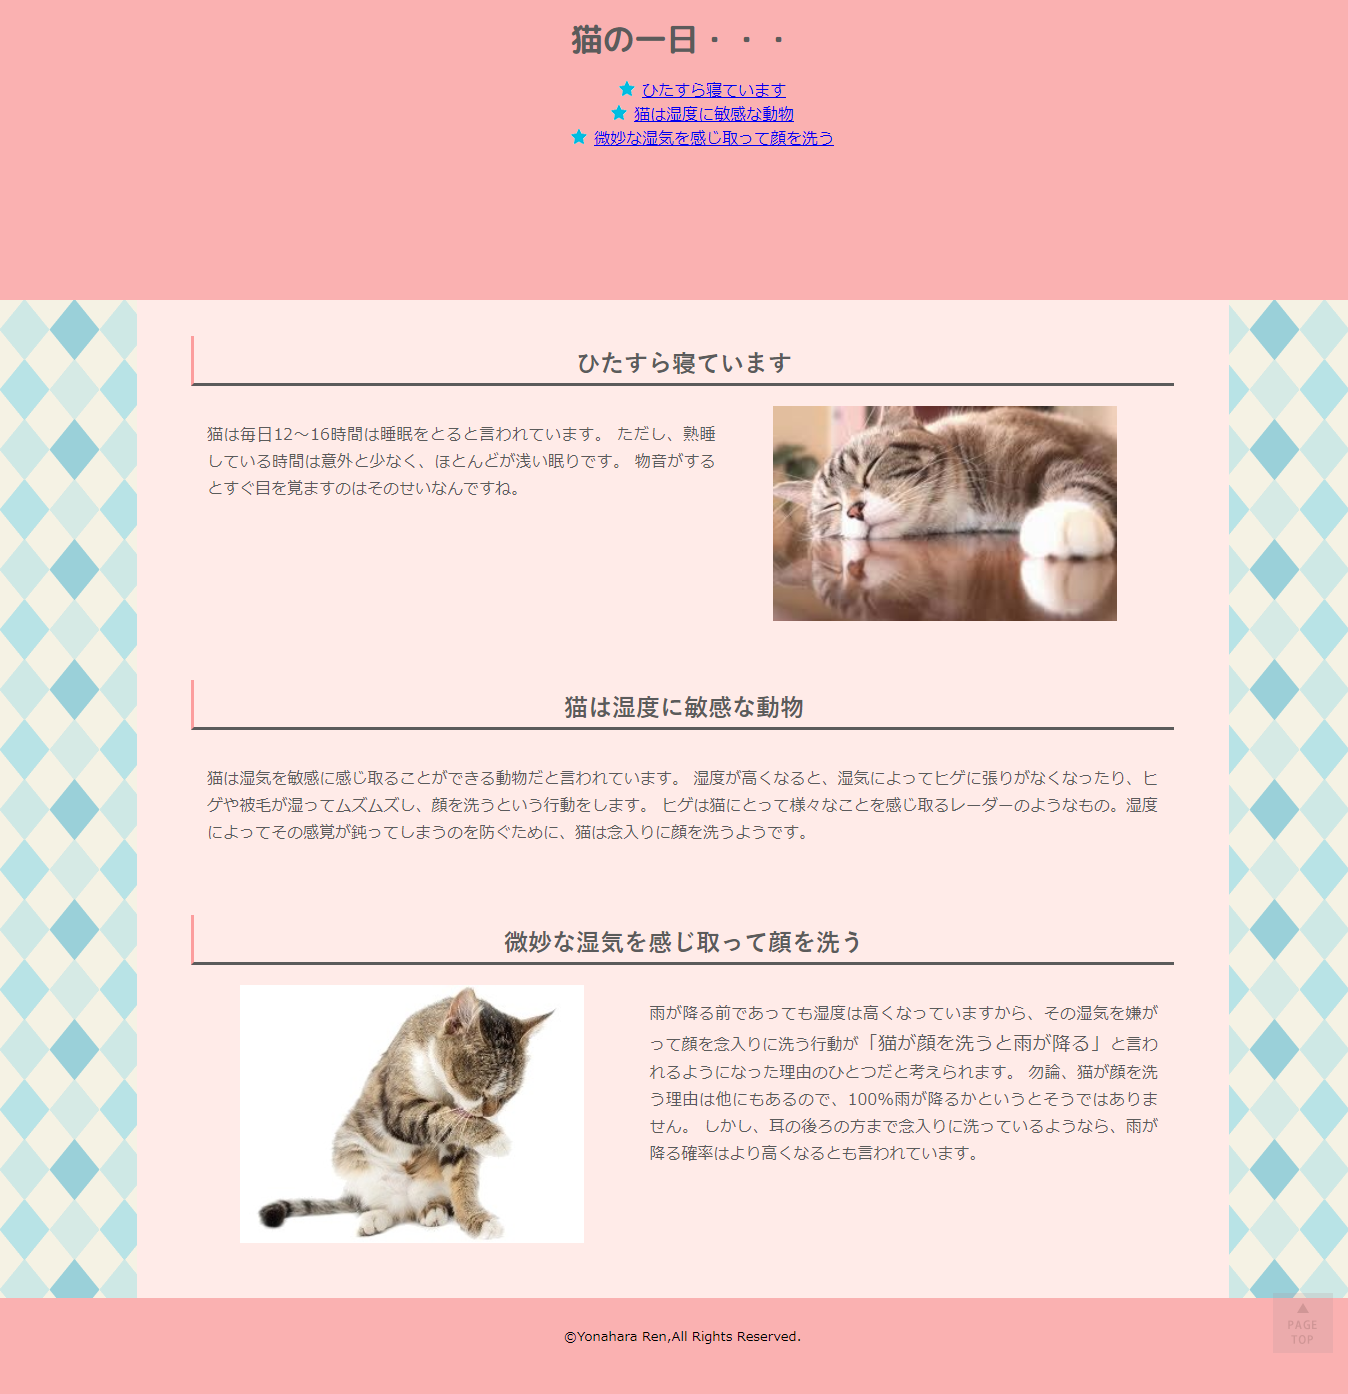 猫の一日・・・
ひたすら寝ています
猫は湿度に敏感な動物
微妙な湿気を感じ取って顔を洗う
ひたすら寝ています
猫は毎日12～16時間は睡眠をとると言われています。 ただし、熟睡
している時間は意外と少なく、ほとんどが浅い眠りです。 物音がする
とすぐ目を覚ますのはそのせいなんですね。
猫は湿度に敏感な動物
猫は湿気を敏感に感じ取ることができる動物だと言われています。 湿度が高くなると、湿気によってヒゲに張りがなくなったり、ヒ
ゲや被毛が湿ってムズムズし、顔を洗うという行動をします。 ヒゲは猫にとって様々なことを感じ取るレーダーのようなもの。湿度
によってその感覚が鈍ってしまうのを防ぐために、猫は念入りに顔を洗うようです。
微妙な湿気を感じ取って顔を洗う
雨が降る前であっても湿度は高くなっていますから、その湿気を嫌が
って顔を念入りに洗う行動が「猫が顔を洗うと雨が降る」と言わ
れるようになった理由のひとつだと考えられます。 勿論、猫が顔を洗
う理由は他にもあるので、100%雨が降るかというとそうではありま
せん。 しかし、耳の後ろの方まで念入りに洗っているようなら、雨が
降る確率はより高くなるとも言われています。
©Yonahara Ren,All Rights Reserved.
PAGE
TOP